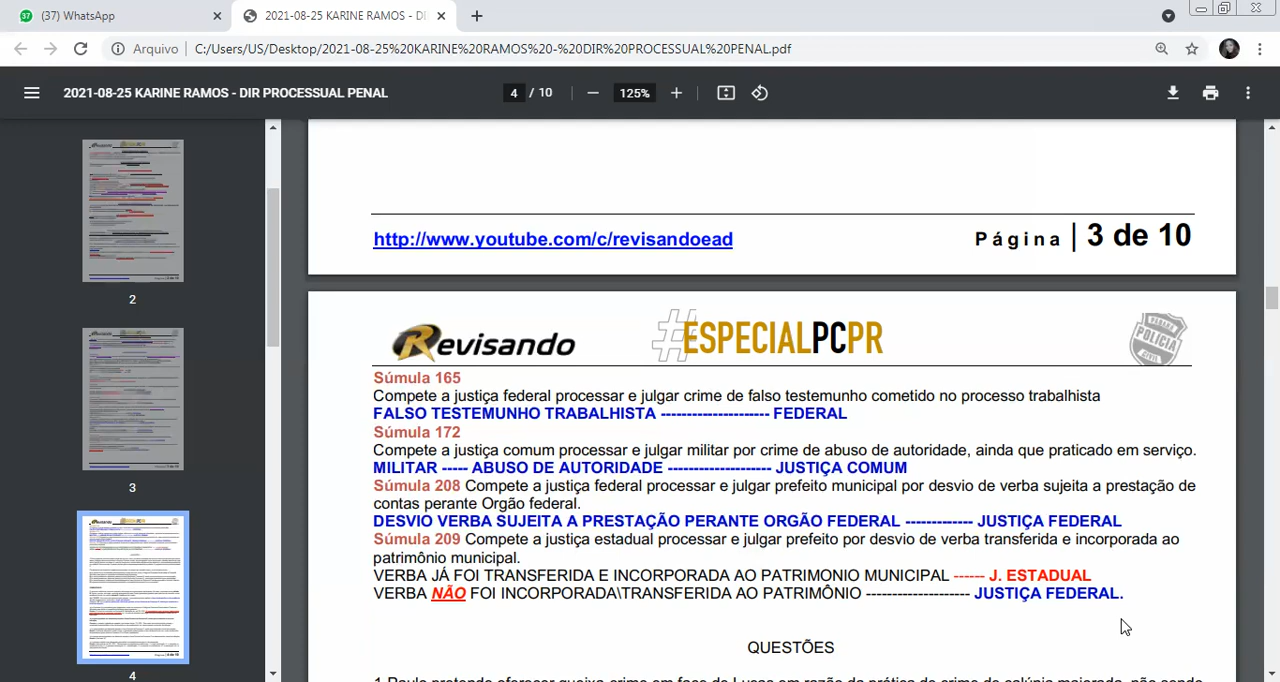 (37) WhatsApp
2021-08-25 KARINE RAMOS - DI
Arquivo
C:/Users/US/Desktop/2021-08-25%20KARINE%20RAMOS%20-%20DIR%20PROCESSUAL%20PENAL.pdf
2021-08-25 KARINE RAMOS - DIR PROCESSUAL PENAL
4 / 10
125%
2
3
4
http://www.youtube.com/c/revisandoead
Página | 3 de 10
Revisando
#ESPECIALPCPR
POLÍCIA
Súmula 165
Compete a justiça federal processar e julgar crime de falso testemunho cometido no processo trabalhista
FALSO TESTEMUNHO TRABALHISTA -------------------- FEDERAL
Súmula 172
Compete a justiça comum processar e julgar militar por crime de abuso de autoridade, ainda que praticado em serviço.
MILITAR ----- ABUSO DE AUTORIDADE ------------------- JUSTIÇA COMUM
Súmula 208 Compete a justiça federal processar e julgar prefeito municipal por desvio de verba sujeita a prestação de
contas perante Orgão federal.
DESVIO VERBA SUJEITA A PRESTAÇÃO PERANTE ORGÃO FEDERAL ------------- JUSTIÇA FEDERAL
Súmula 209 Compete a justiça estadual processar e julgar prefeito por desvio de verba transferida e incorporada ao
patrimônio municipal.
VERBA JÁ FOI TRANSFERIDA E INCORPORADA AO PATRIMONIO MUNICIPAL ------ J. ESTADUAL
VERBA NÃO FOI INCORPORADA\TRANSFERIDA AO PATRIMÔNIO ------------------- JUSTIÇA FEDERAL.
QUESTÕES